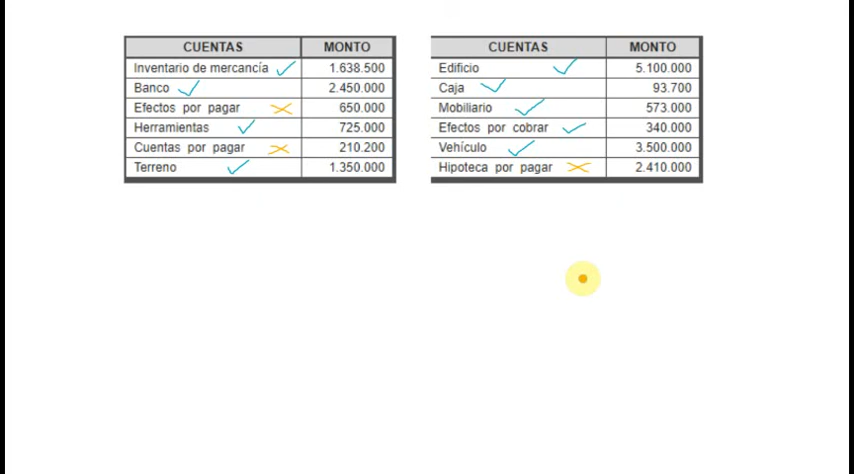 CUENTAS MONTO
Inventario de mercancía 1.638.500
Banco 2.450.000
Efectos por pagar 650.000
Herramientas 725.000
Cuentas por pagar 210.200
Terreno 1.350.000
CUENTAS MONTO
Edificio 5.100.000
Caja 93.700
Mobiliario 573.000
Efectos por cobrar 340.000
Vehículo 3.500.000
Hipoteca por pagar 2.410.000